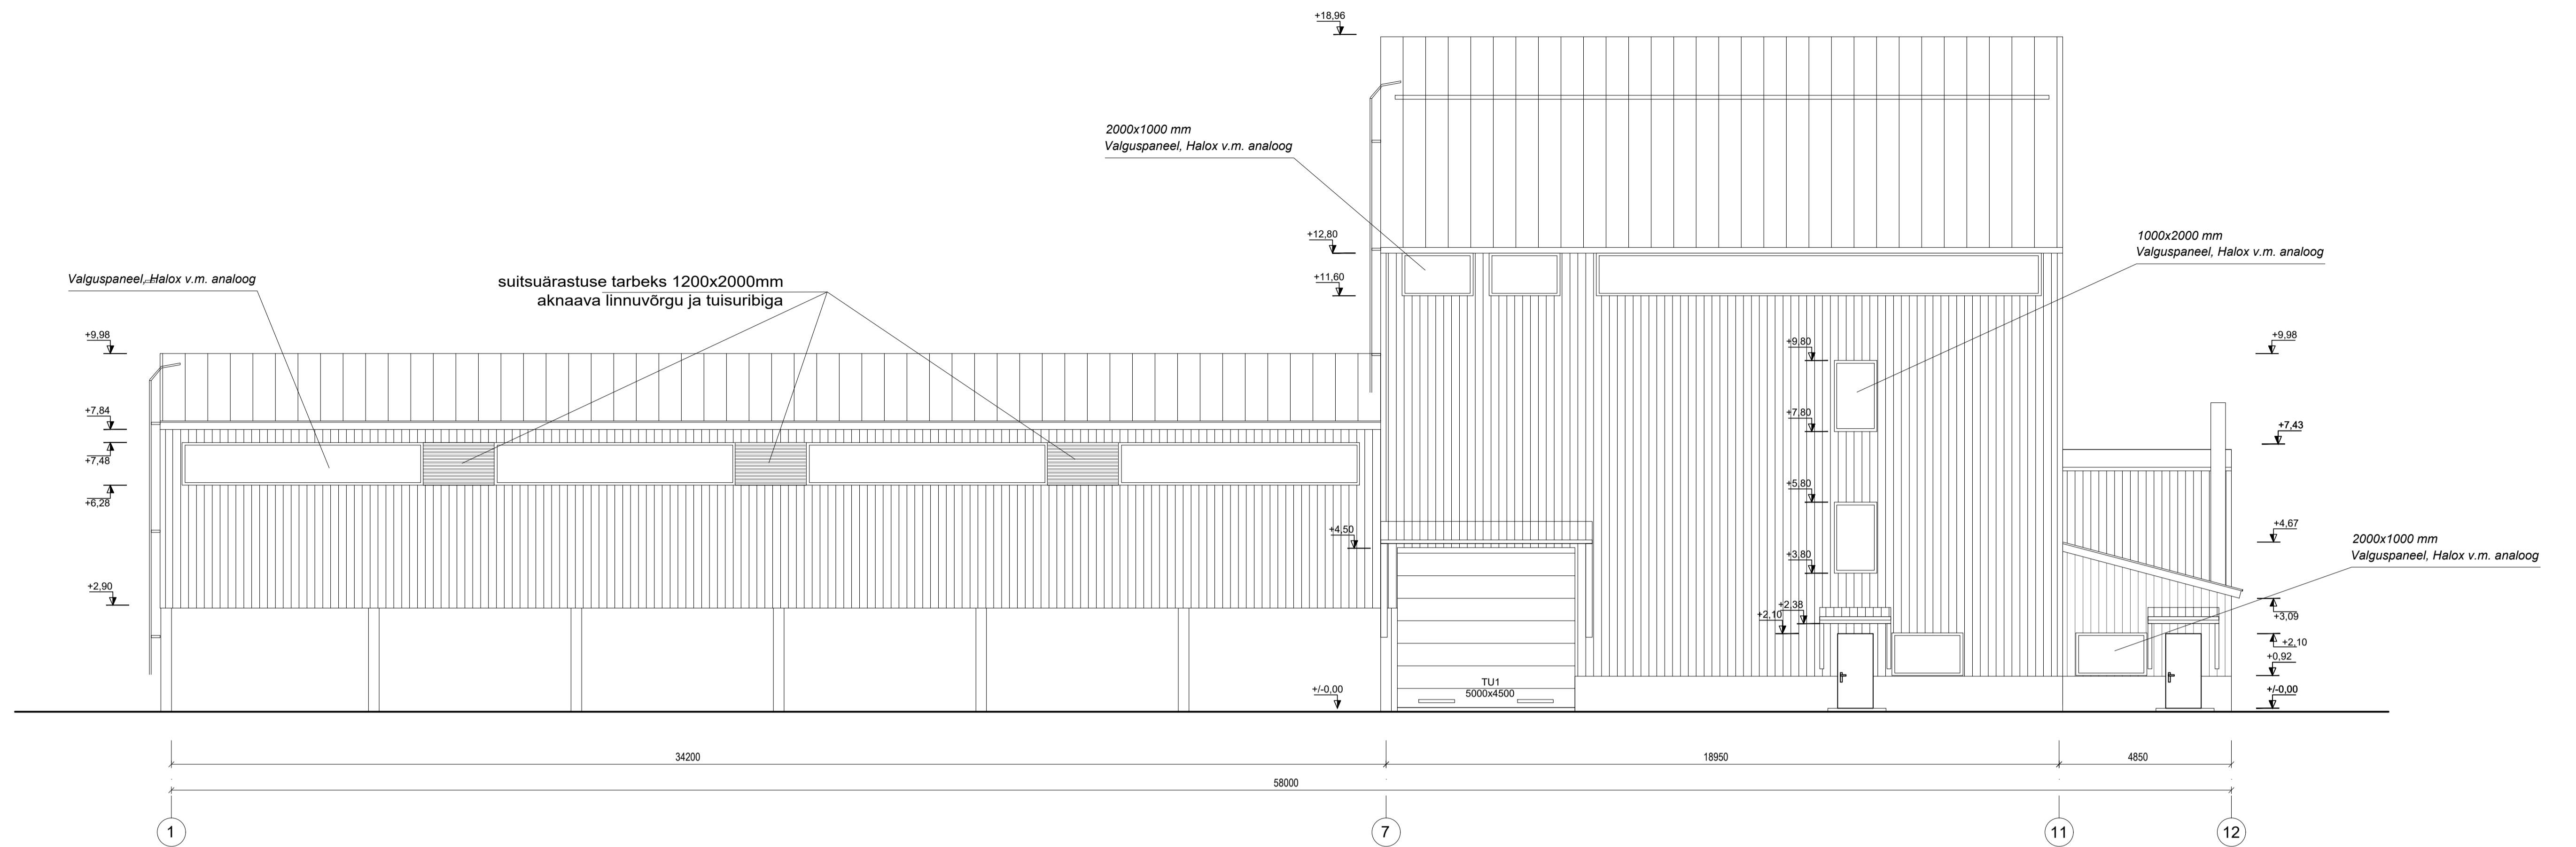 +18,96
2000x1000 mm
Valguspaneel, Halox v.m. analoog
+12,80
+11,60
1000x2000 mm
Valguspaneel, Halox v.m. analoog
Valguspaneel, Halox v.m. analoog
suitsuärastuse tarbeks 1200x2000mm
aknaava linnuvõrgu ja tuisuribiga
+9,98
+7,84
+7,48
+6,28
+2,90
+9,80
+7,80
+5,80
+3,80
+2,38
+2,10
+4,50
+/-0,00
TU1
5000x4500
+9,98
+7,43
+4,67
2000x1000 mm
Valguspaneel, Halox v.m. analoog
+3,09
+2,10
+0,92
+/-0,00
34200
18950
4850
58000
1
7
11
12